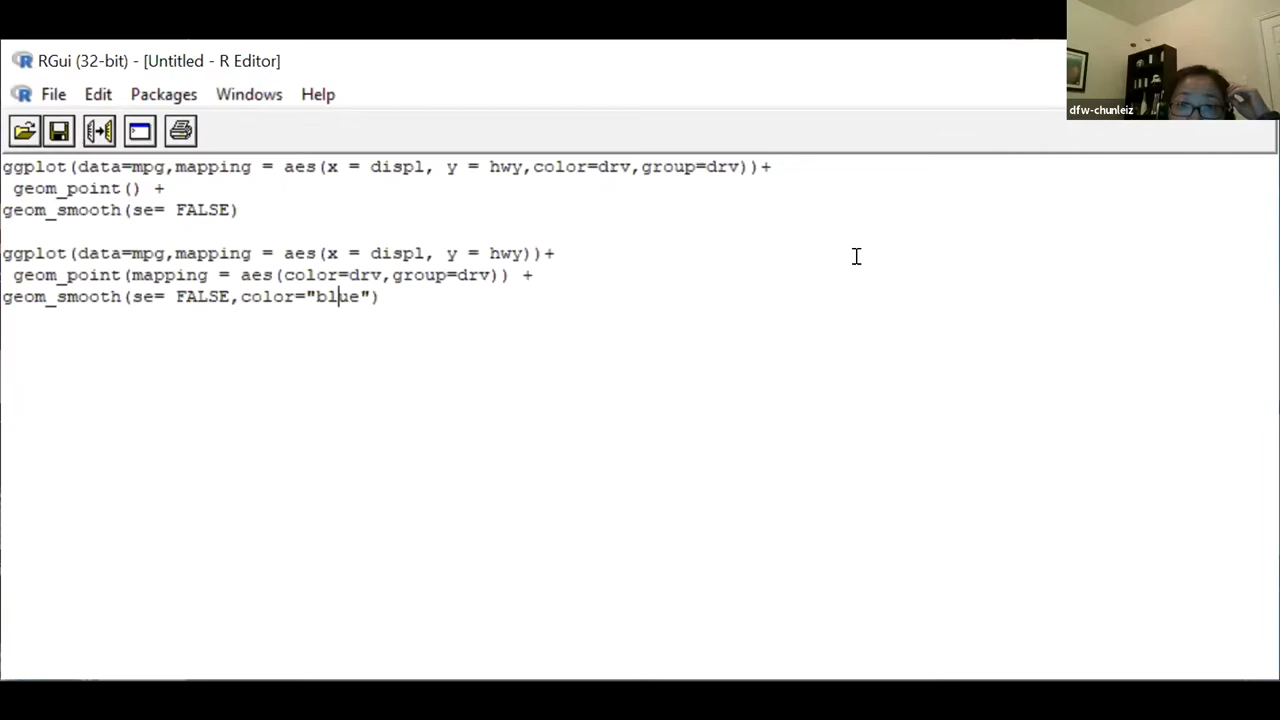 RGui (32-bit) - [Untitled - R Editor]
File Edit Packages Windows Help
dfw-chunleiz
ggplot(data=mpg,mapping = aes(x = displ, y = hwy,color=drv,group=drv))+
geom_point() +
geom_smooth(se= FALSE)
ggplot(data=mpg,mapping = aes(x = displ, y = hwy))+
geom_point(mapping = aes(color=drv,group=drv)) +
geom_smooth(se= FALSE,color="blue")